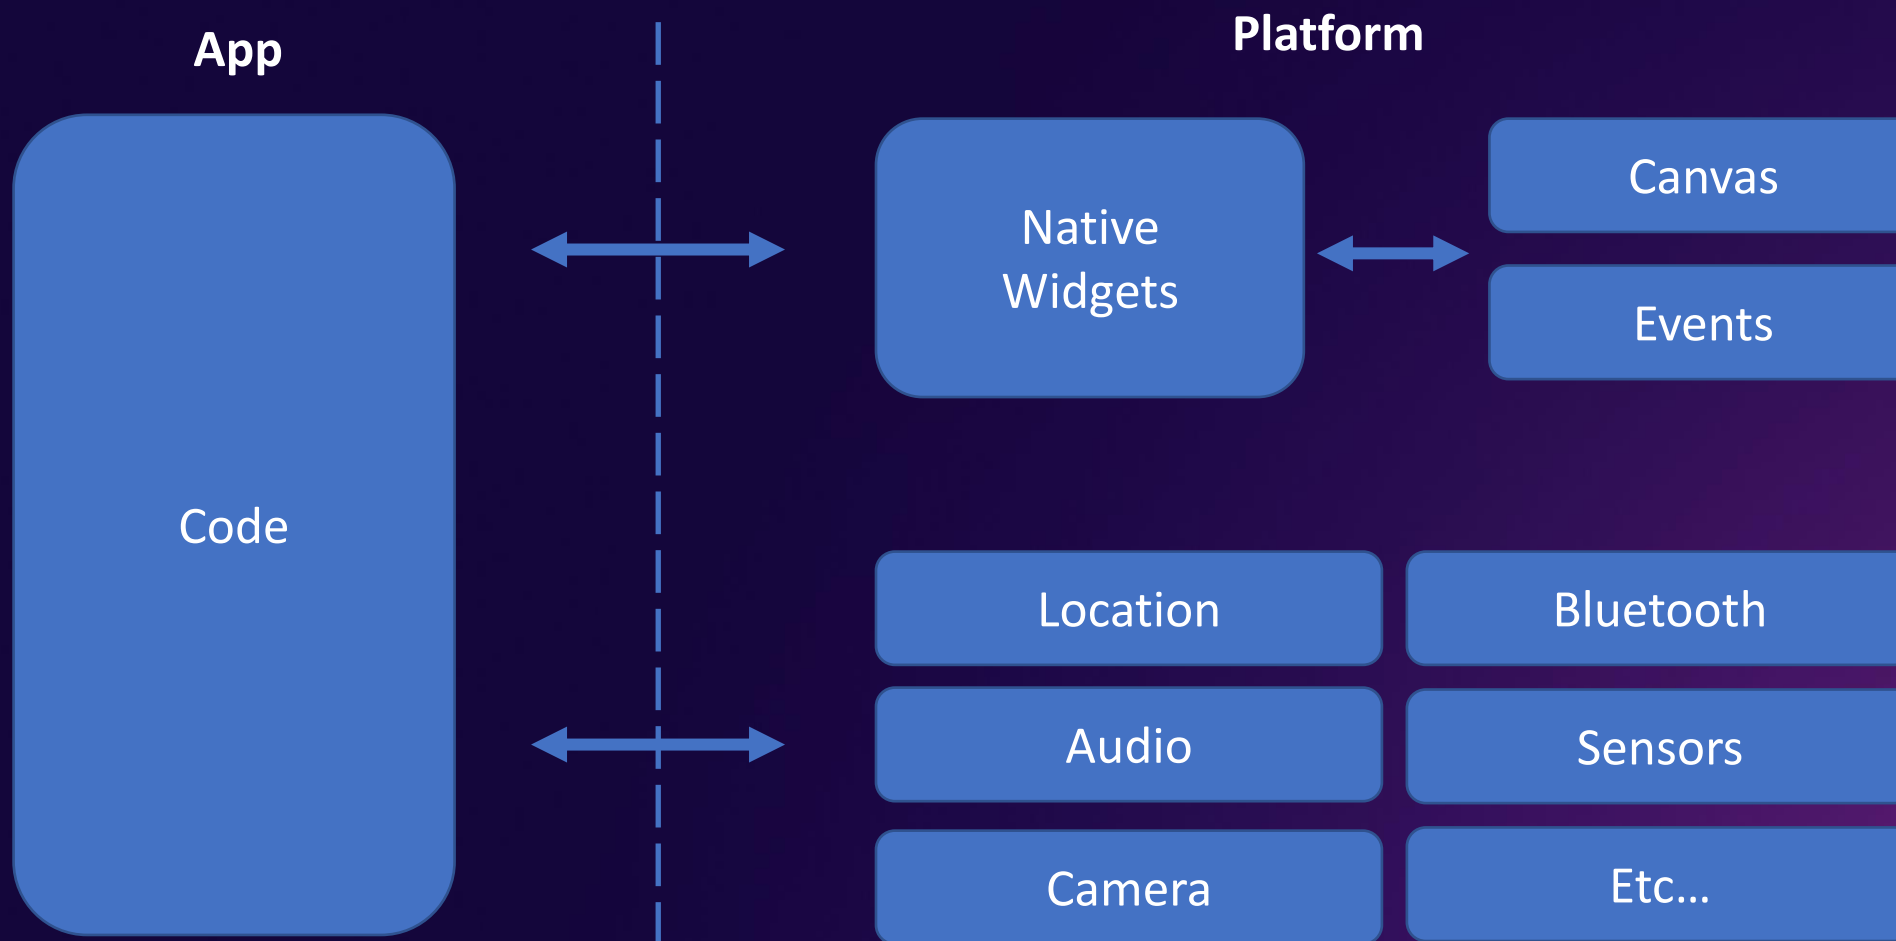 App
Platform
Code
Native
Widgets
Canvas
Events
Location
Bluetooth
Audio
Sensors
Camera
Etc...